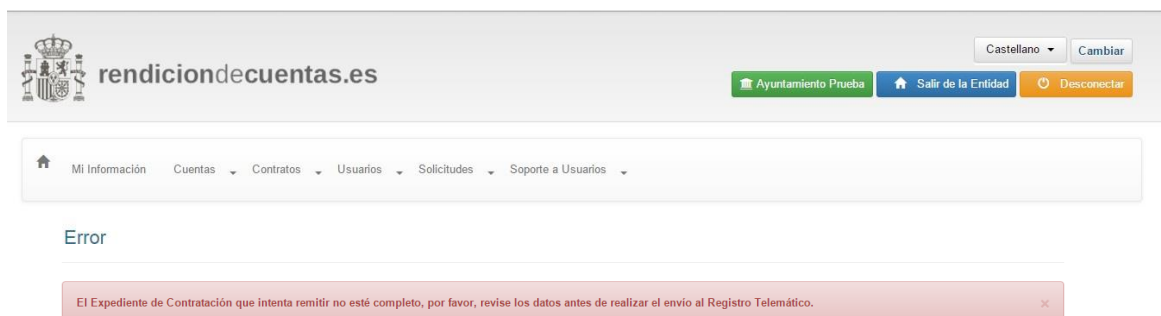 Castellano
Cambiar
rendiciondecuentas.es
Ayuntamiento Prueba
Salir de la Entidad
Desconectar
Mi Información Cuentas Contratos Usuarios Solicitudes Soporte a Usuarios
Error
El Expediente de Contratación que intenta remitir no esté completo, por favor, revise los datos antes de realizar el envío al Registro Telemático. ×